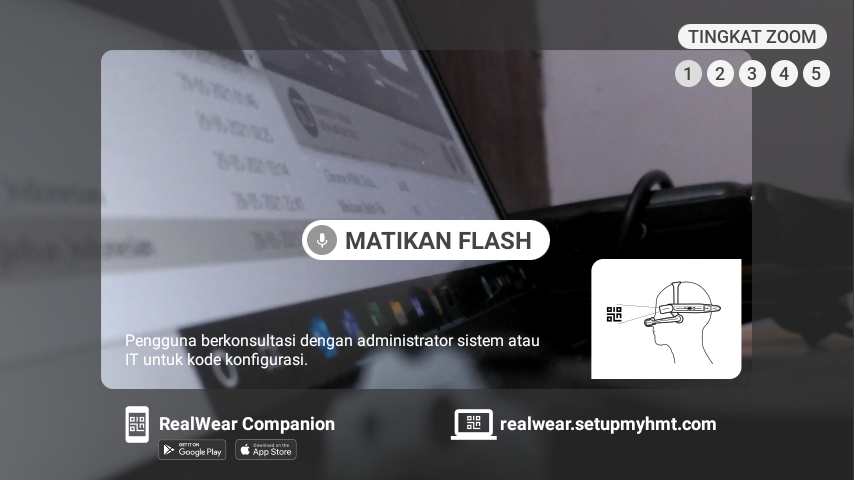 TINGKAT ZOOM
1 2 3 4 5
MATIKAN FLASH
Pengguna berkonsultasi dengan administrator sistem atau
IT untuk kode konfigurasi.
RealWear Companion
realwear.setupmyhmt.com
GET IT ON
Google Play
Download on the
App Store